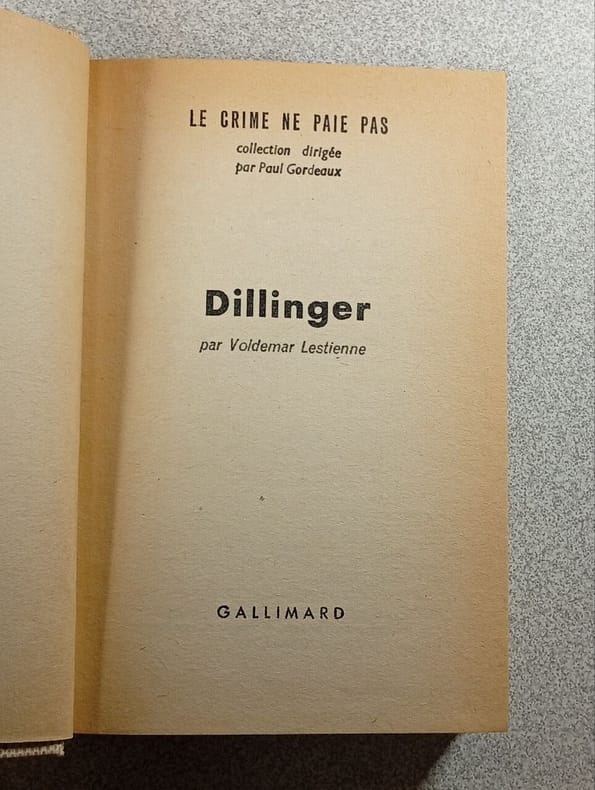 LE CRIME NE PAIE PAS
collection dirigée
par Paul Gordeaux
Dillinger
par Voldemar Lestienne
GALLIMARD